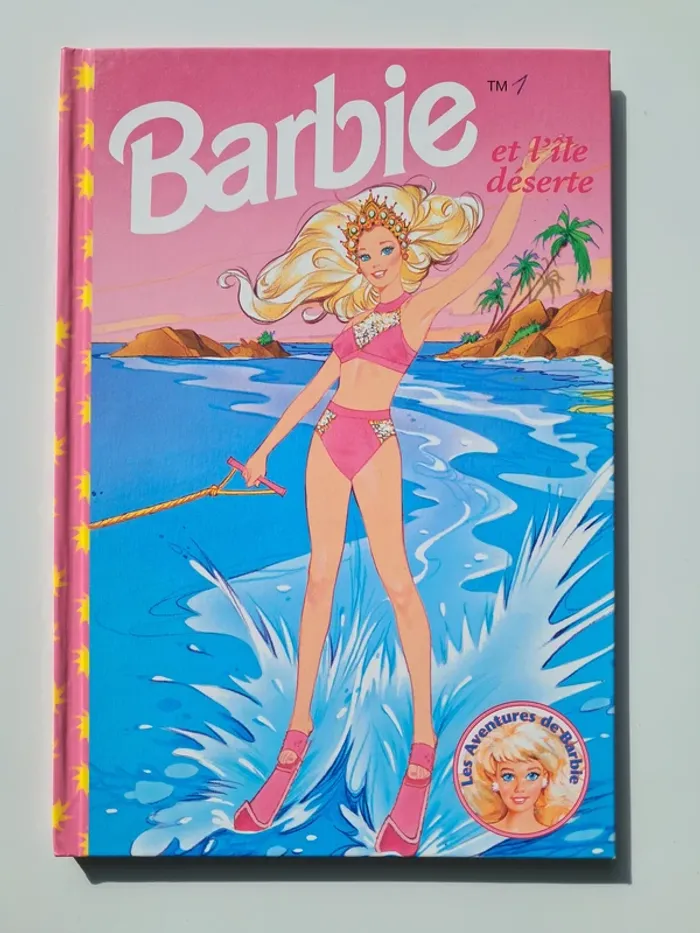 Barbie
TM 1
et l'île
déserte
Les Aventures de Barbie